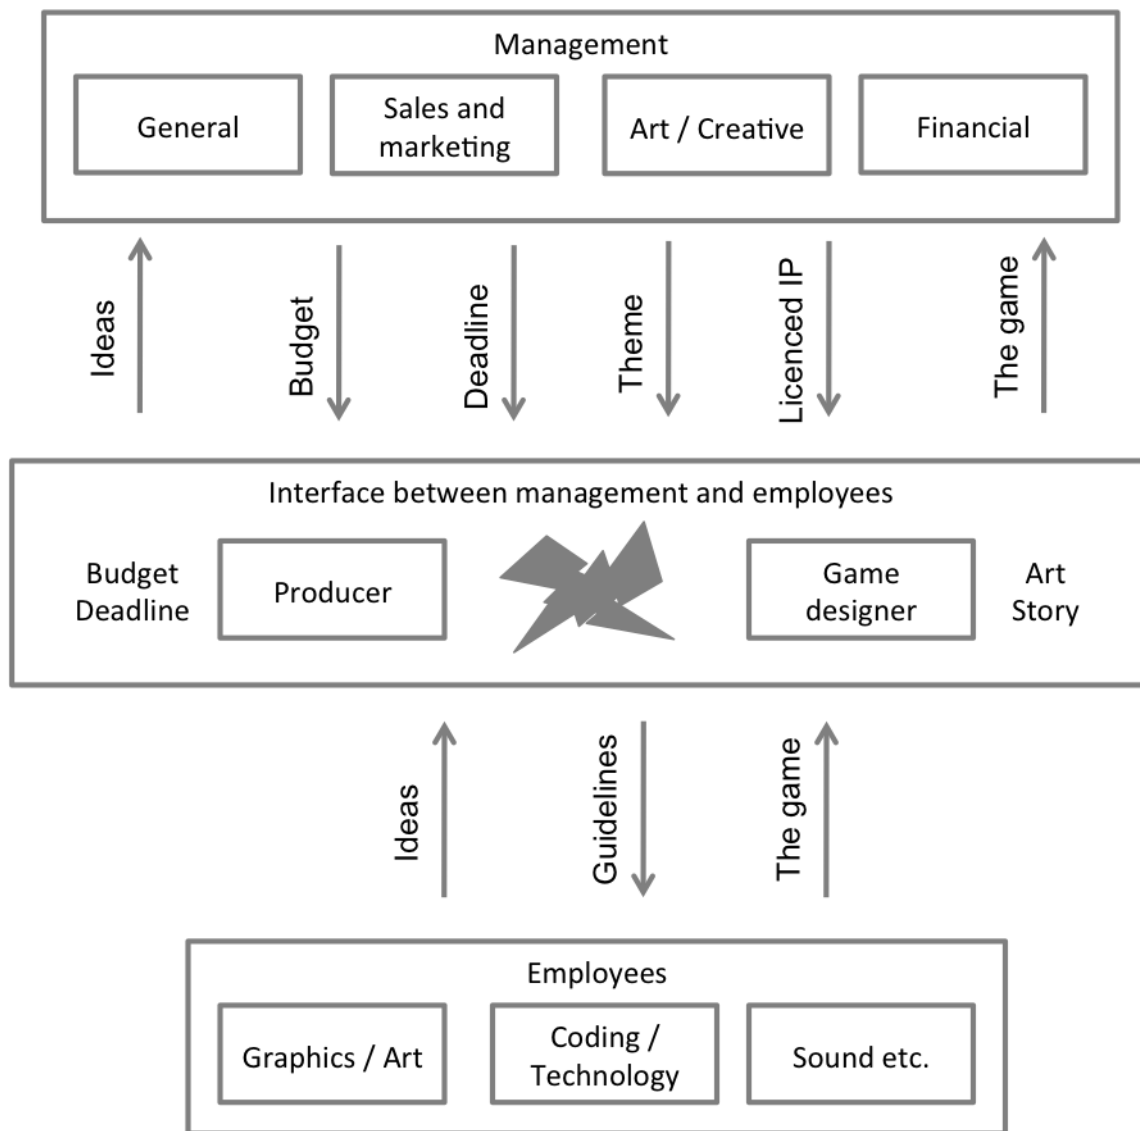 Management
General
Sales and
marketing
Art / Creative
Financial
Ideas
Budget
Deadline
Theme
Licenced IP
The game
Interface between management and employees
Budget
Deadline
Producer
Game
designer
Art
Story
Ideas
Guidelines
The game
Employees
Graphics / Art
Coding /
Technology
Sound etc.